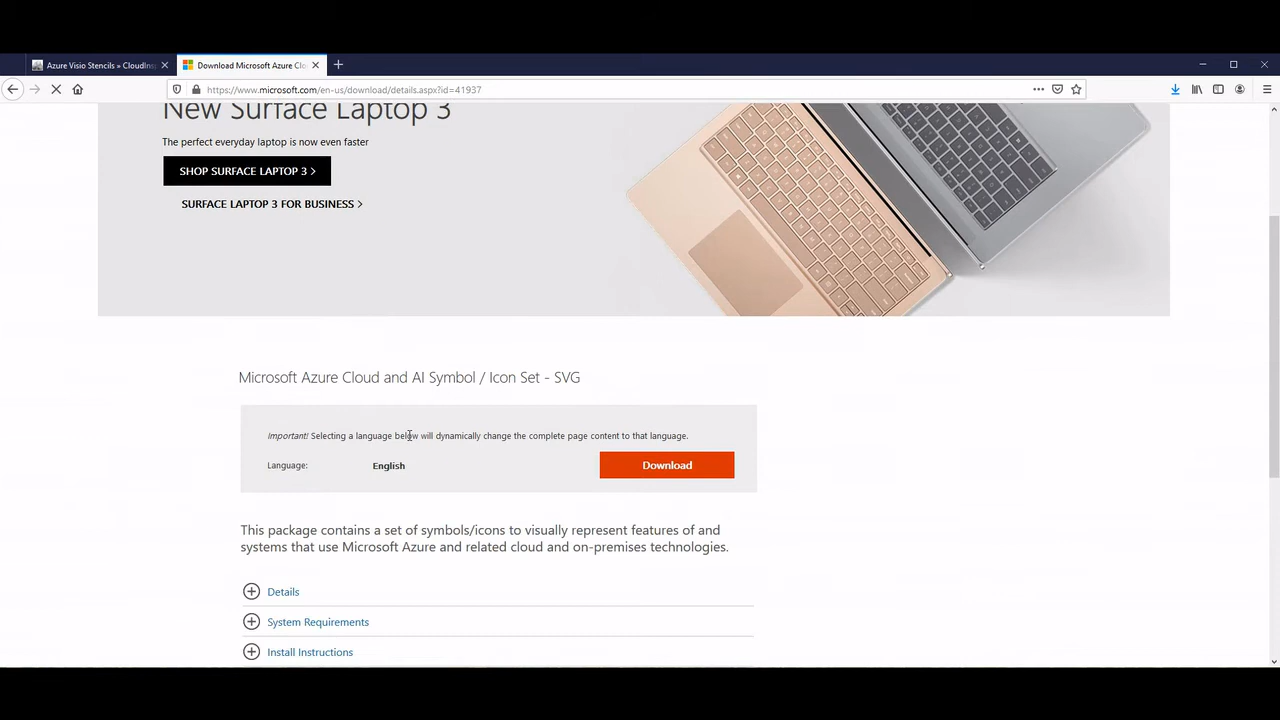 Azure Visio Stencils » CloudInsp
Download Microsoft Azure Clo
https://www.microsoft.com/en-us/download/details.aspx?id=41937
New Surface Laptop 3
The perfect everyday laptop is now even faster
SHOP SURFACE LAPTOP 3 >
SURFACE LAPTOP 3 FOR BUSINESS >
Microsoft Azure Cloud and AI Symbol / Icon Set - SVG
Important! Selecting a language below will dynamically change the complete page content to that language.
Language: English Download
This package contains a set of symbols/icons to visually represent features of and
systems that use Microsoft Azure and related cloud and on-premises technologies.
Details
System Requirements
Install Instructions